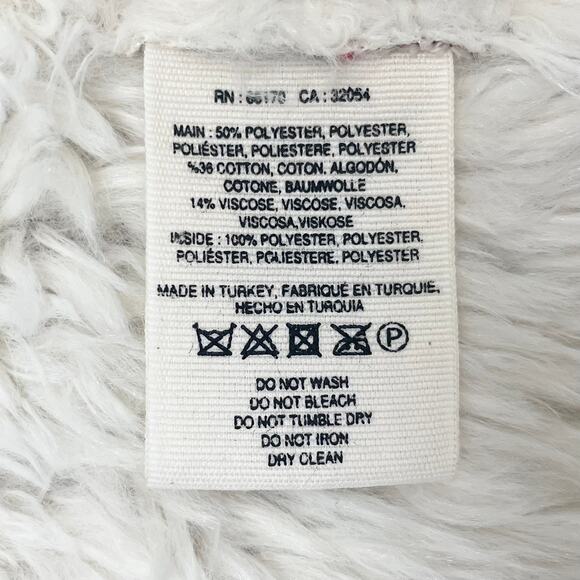 RN : 66170 CA : 32054
MAIN : 50% POLYESTER, POLYESTER,
POLIÉSTER, POLIESTERE, POLYESTER
%36 COTTON, COTON, ALGODÓN,
COTONE, BAUMWOLLE
14% VISCOSE, VISCOSE, VISCOSA,
VISCOSA,VISKOSE
INSIDE : 100% POLYESTER, POLYESTER,
POLIÉSTER, POLIESTERE, POLYESTER
MADE IN TURKEY, FABRIQUÉ EN TURQUIE,
HECHO EN TURQUIA
P
DO NOT WASH
DO NOT BLEACH
DO NOT TUMBLE DRY
DO NOT IRON
DRY CLEAN